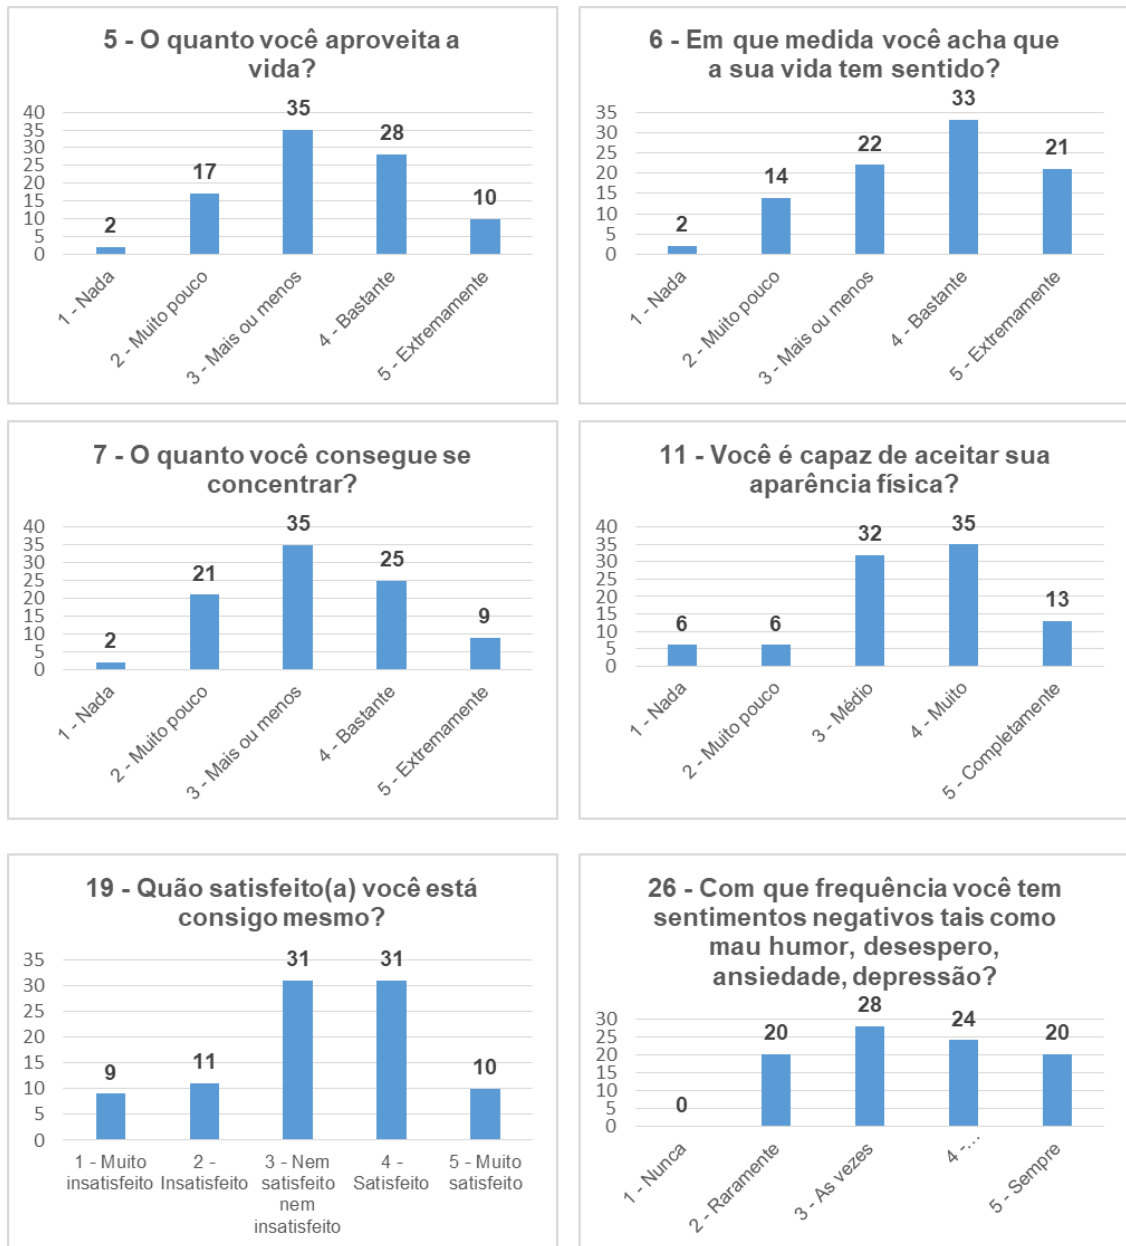 5 - O quanto você aproveita a
vida?
40
35
30
25
20
15
10
5
0
2
17
35
28
10
1 - Nada
2 - Muito pouco
3 - Mais ou menos
4 - Bastante
5 - Extremamente
6 - Em que medida você acha que
a sua vida tem sentido?
35
30
25
20
15
10
5
0
2
14
22
33
21
1 - Nada
2 - Muito pouco
3 - Mais ou menos
4 - Bastante
5 - Extremamente
7 - O quanto você consegue se
concentrar?
40
35
30
25
20
15
10
5
0
2
21
35
25
9
1 - Nada
2 - Muito pouco
3 - Mais ou menos
4 - Bastante
5 - Extremamente
11 - Você é capaz de aceitar sua
aparência física?
40
35
30
25
20
15
10
5
0
6
6
32
35
13
1 - Nada
2 - Muito pouco
3 - Médio
4 - Muito
5 - Completamente
19 - Quão satisfeito(a) você está
consigo mesmo?
35
30
25
20
15
10
5
0
9
11
31
31
10
1 - Muito
insatisfeito
2 -
Insatisfeito
3 - Nem
satisfeito
nem
insatisfeito
4 -
Satisfeito
5 - Muito
satisfeito
26 - Com que frequência você tem
sentimentos negativos tais como
mau humor, desespero,
ansiedade, depressão?
30
25
20
15
10
5
0
0
20
28
24
20
1 - Nunca
2 - Raramente
3 - As vezes
4 -...
5 - Sempre